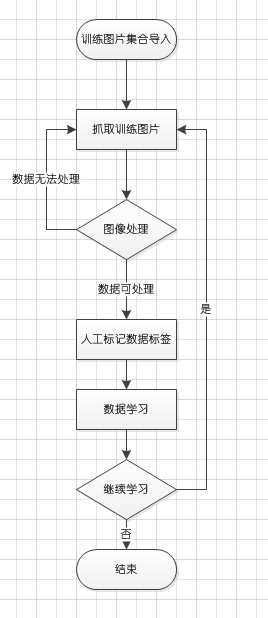 训练图片集合导入
抓取训练图片
数据无法处理
图像处理
数据可处理
是
人工标记数据标签
数据学习
继续学习
否
结束